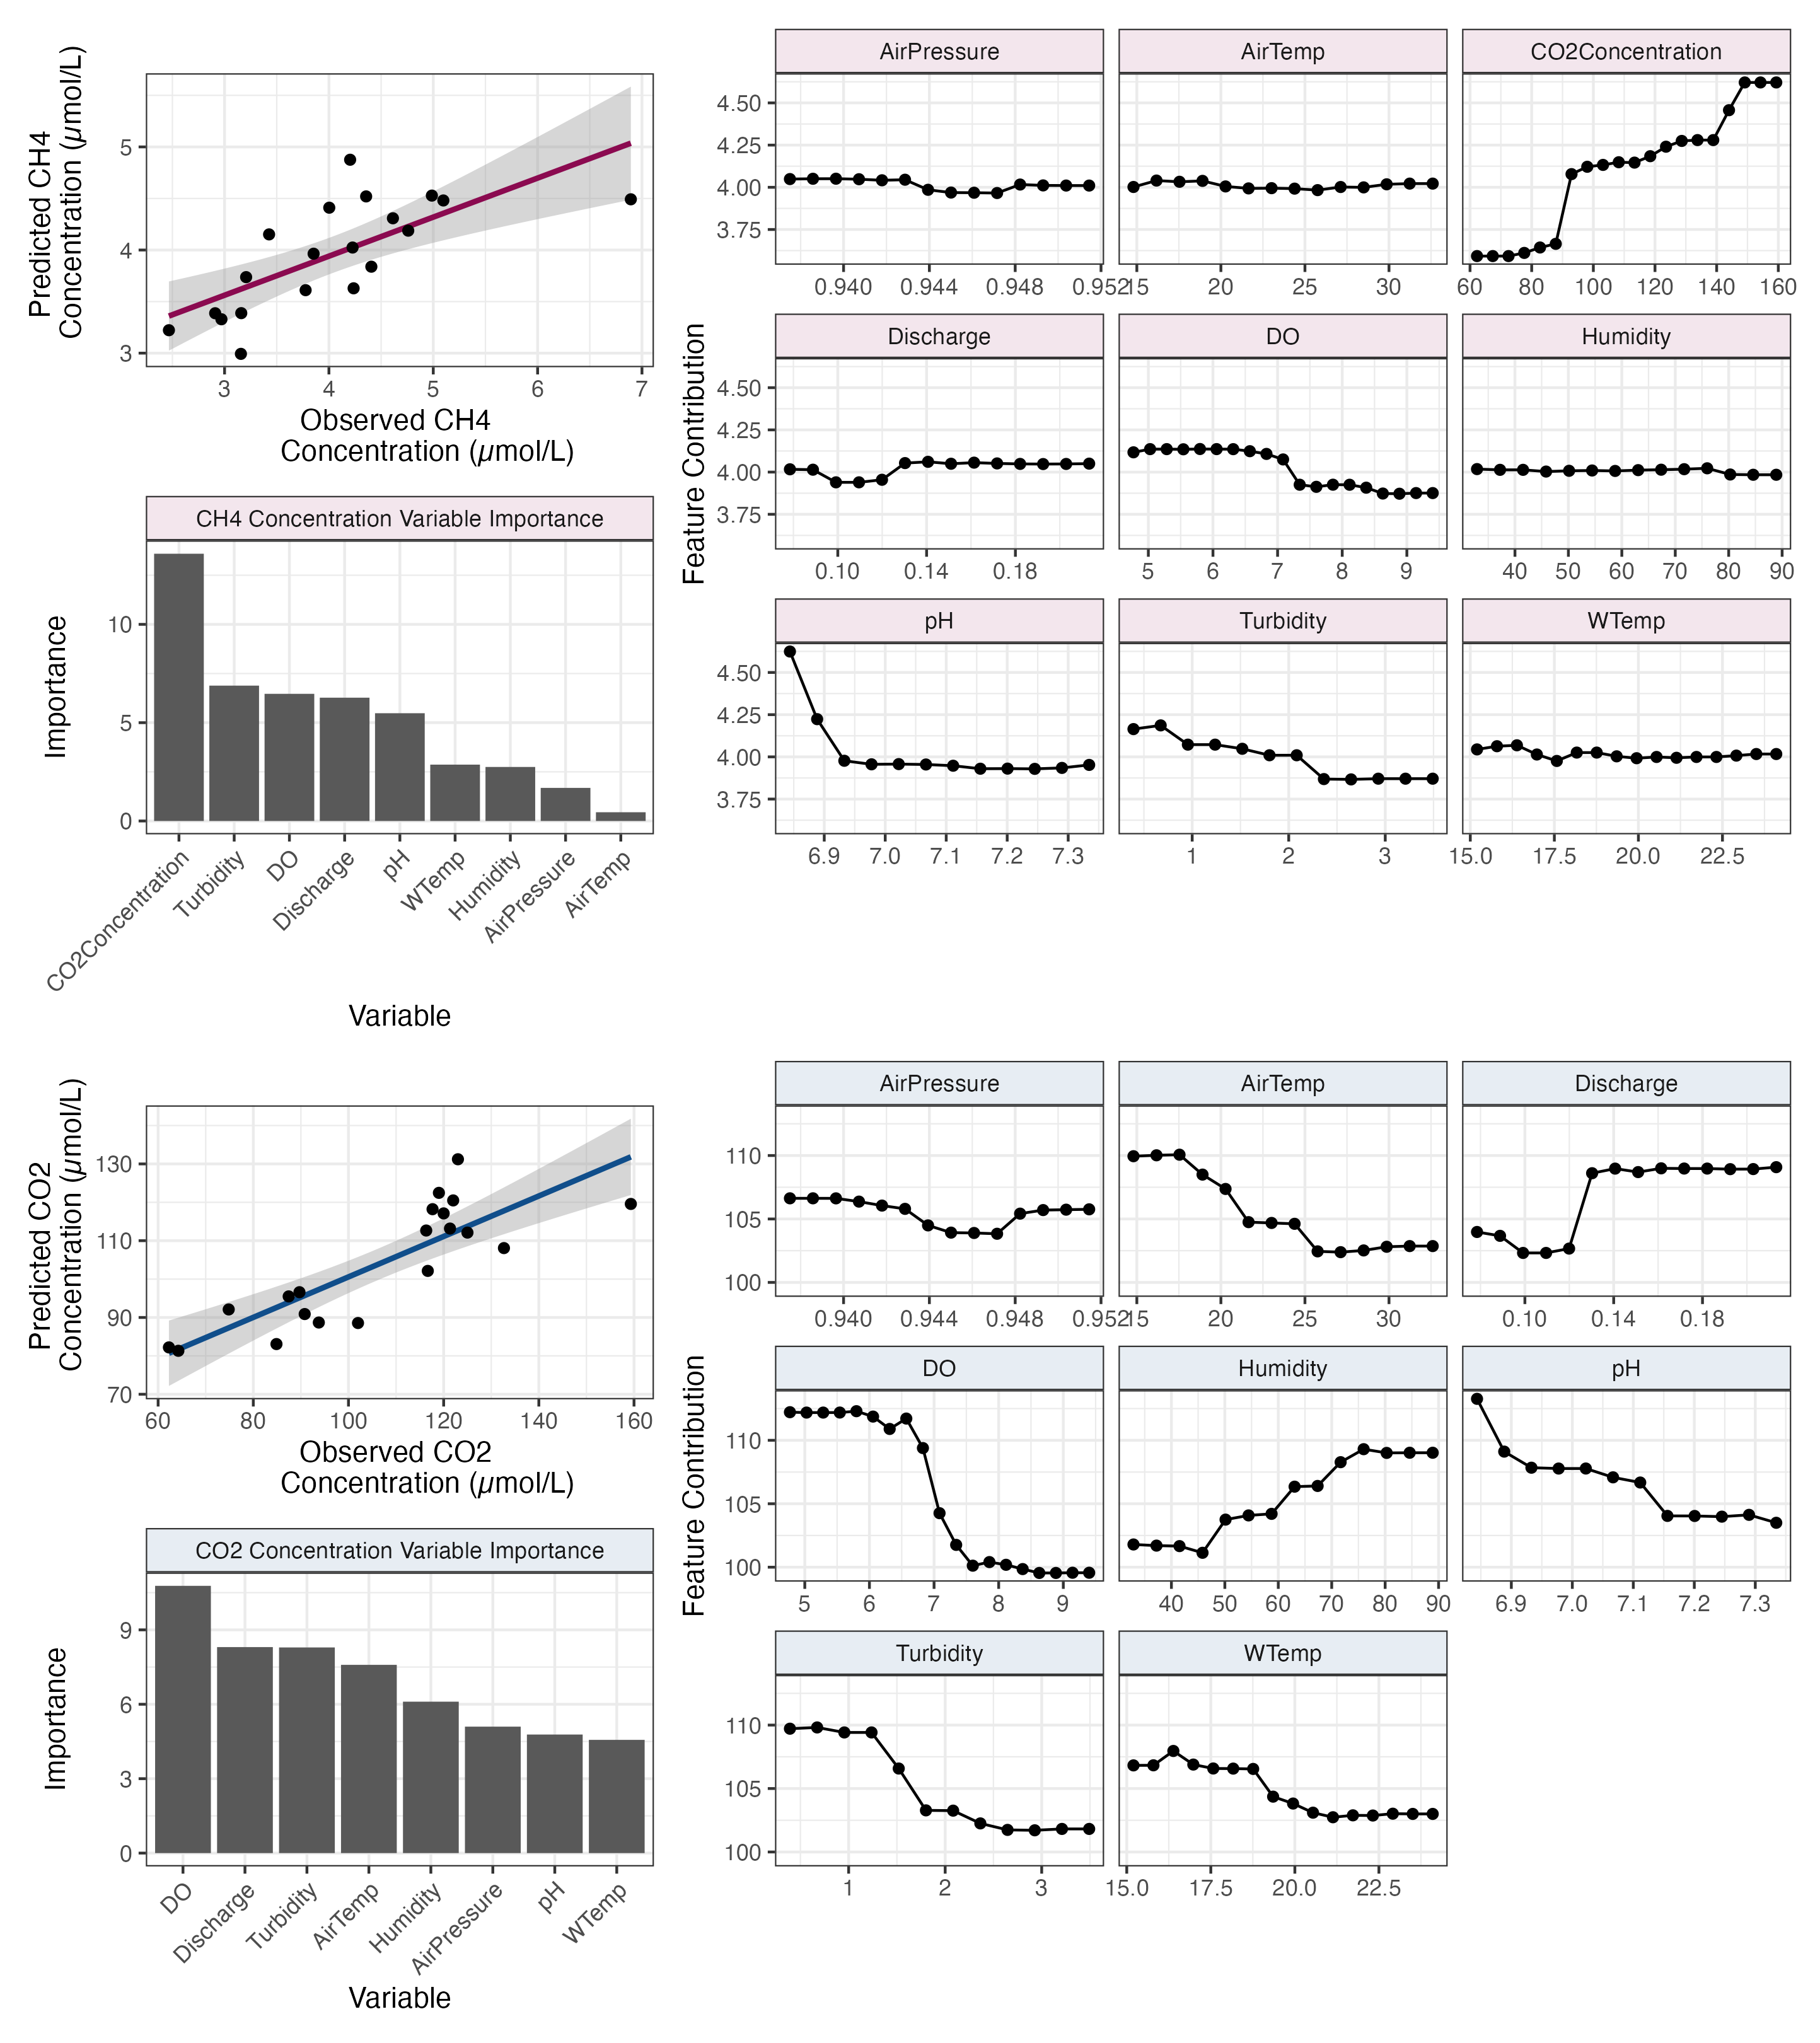 Predicted CH4
Concentration (µmol/L)
5
4
3
3 4 5 6 7
Observed CH4
Concentration (µmol/L)
CH4 Concentration Variable Importance
Importance
10
5
0
CO2Concentration Turbidity DO Discharge pH WTemp Humidity AirPressure AirTemp
Variable
Feature Contribution
AirPressure AirTemp CO2Concentration
4.50
4.25
4.00
3.75
0.940 0.944 0.948 0.952 15 20 25 30 60 80 100 120 140 160
Discharge DO Humidity
4.50
4.25
4.00
3.75
0.10 0.14 0.18 5 6 7 8 9 40 50 60 70 80 90
pH Turbidity WTemp
4.50
4.25
4.00
3.75
6.9 7.0 7.1 7.2 7.3 1 2 3 15.0 17.5 20.0 22.5
Predicted CO2
Concentration (µmol/L)
130
110
90
70
60 80 100 120 140 160
Observed CO2
Concentration (µmol/L)
CO2 Concentration Variable Importance
Importance
9
6
3
0
DO Discharge Turbidity AirTemp Humidity AirPressure pH WTemp
Variable
Feature Contribution
AirPressure AirTemp Discharge
110
105
100
0.940 0.944 0.948 0.952 15 20 25 30 0.10 0.14 0.18
DO Humidity pH
110
105
100
5 6 7 8 9 40 50 60 70 80 90 6.9 7.0 7.1 7.2 7.3
Turbidity WTemp
110
105
100
1 2 3 15.0 17.5 20.0 22.5